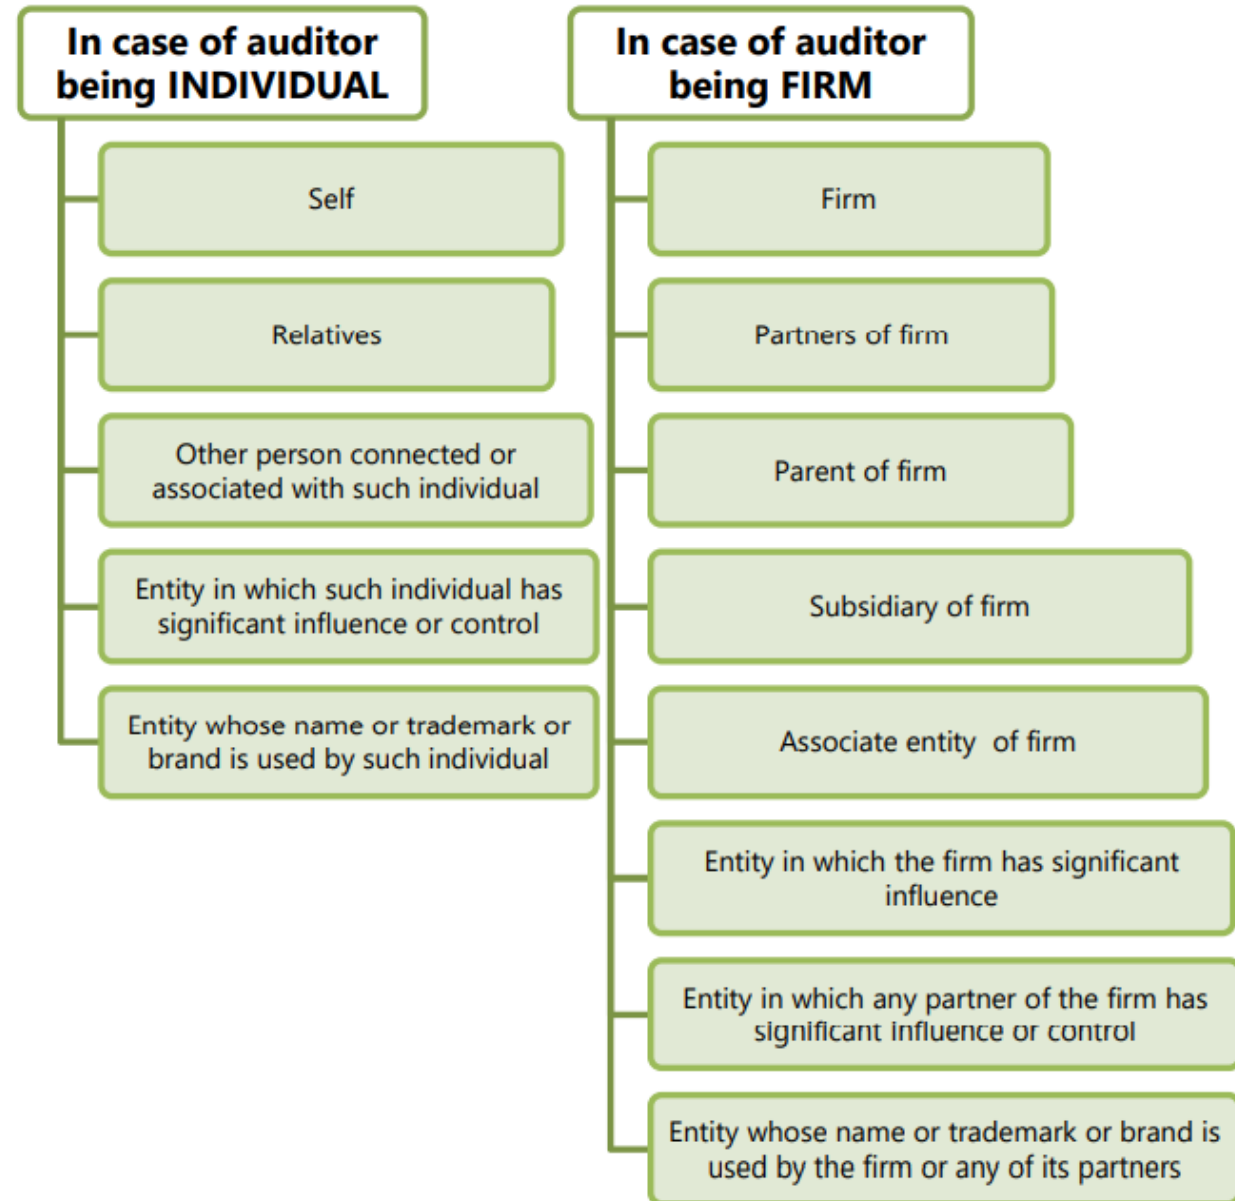 In case of auditor
being INDIVIDUAL
Self
Relatives
Other person connected or
associated with such individual
Entity in which such individual has
significant influence or control
Entity whose name or trademark or
brand is used by such individual
In case of auditor
being FIRM
Firm
Partners of firm
Parent of firm
Subsidiary of firm
Associate entity of firm
Entity in which the firm has significant
influence
Entity in which any partner of the firm has
significant influence or control
Entity whose name or trademark or brand is
used by the firm or any of its partners